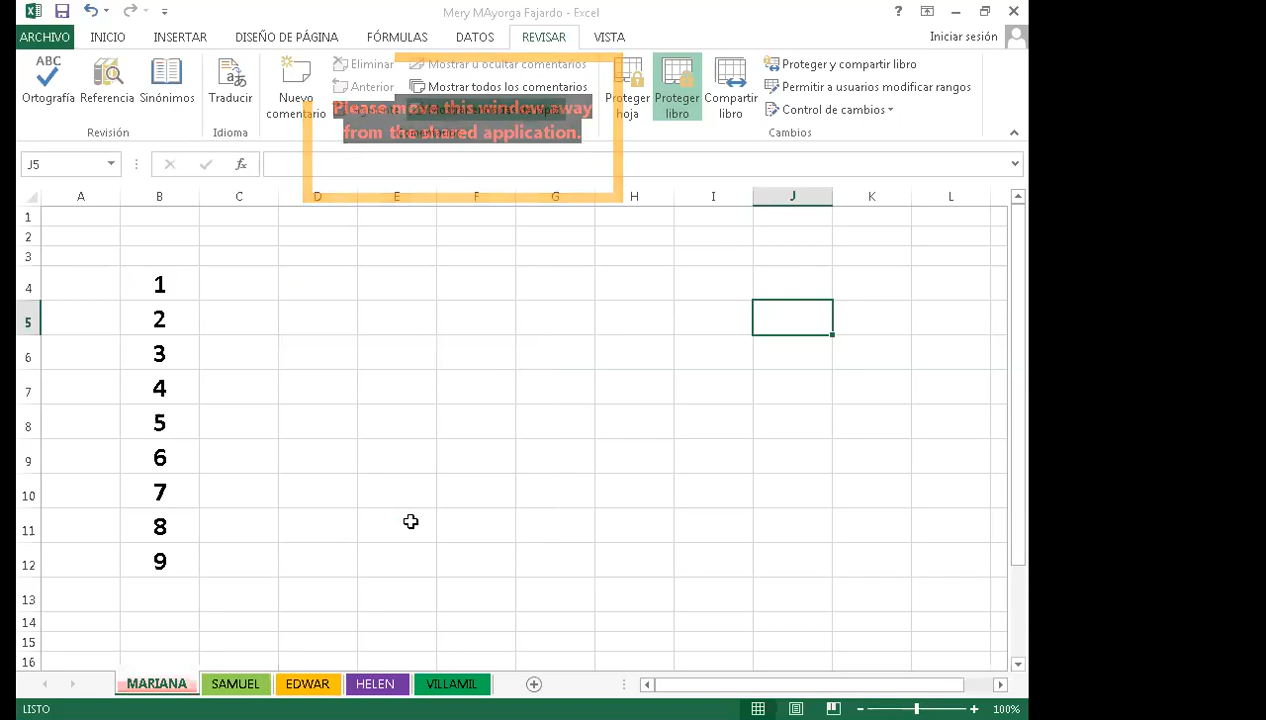 Mery MAyorga Fajardo - Excel
?
ARCHIVO INICIO INSERTAR DISEÑO DE PÁGINA FÓRMULAS DATOS REVISAR VISTA Iniciar sesión
ABC
Ortografía Referencia Sinónimos
Revisión
Traducir
Idioma
Nuevo
comentario
Eliminar
Anterior
Mostrar u ocultar comentarios
Mostrar todos los comentarios
Please move this window away
from the shared application.
Proteger
hoja
Proteger
libro
Compartir
libro
Proteger y compartir libro
Permitir a usuarios modificar rangos
Control de cambios
Cambios
J5 fx
A B C D E F G H I J K L
1
2
3
4 1
5 2
6 3
7 4
8 5
9 6
10 7
11 8
12 9
13
14
15
16
MARIANA SAMUEL EDWAR HELEN VILLAMIL
LISTO 100%